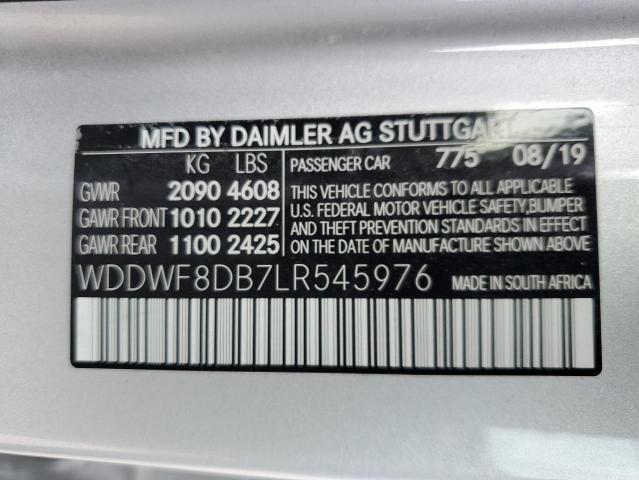 MFD BY DAIMLER AG STUTTGART
KG LBS PASSENGER CAR 775 08/19
GVWR 2090 4608 THIS VEHICLE CONFORMS TO ALL APPLICABLE
GAWR FRONT 1010 2227 U.S. FEDERAL MOTOR VEHICLE SAFETY, BUMPER
GAWR REAR 1100 2425 AND THEFT PREVENTION STANDARDS IN EFFECT
ON THE DATE OF MANUFACTURE SHOWN ABOVE.
WDDWF8DB7LR545976 MADE IN SOUTH AFRICA